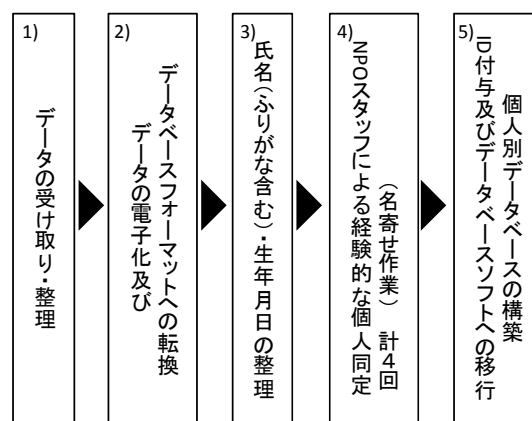 1)
データの受け取り・整理
2)
データの電子化及び
データベースフォーマットへの転換
3)
氏名(ふりがな含む)・生年月日の整理
4)
NPOスタッフによる経験的な個人同定
(名寄せ作業) 計４回
5)
ID付与及びデータベースソフトへの移行
個人別データベースの構築